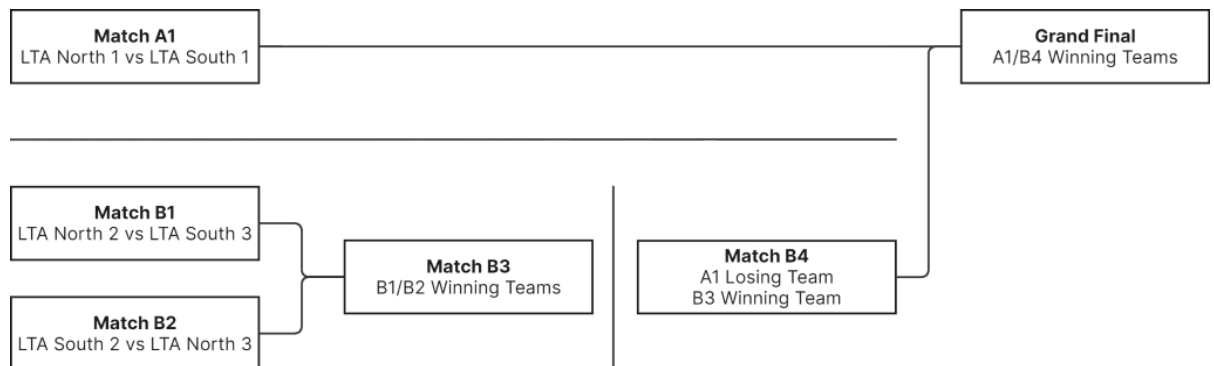 Match A1
LTA North 1 vs LTA South 1
Grand Final
A1/B4 Winning Teams
Match B1
LTA North 2 vs LTA South 3
Match B3
B1/B2 Winning Teams
Match B4
A1 Losing Team
B3 Winning Team
Match B2
LTA South 2 vs LTA North 3